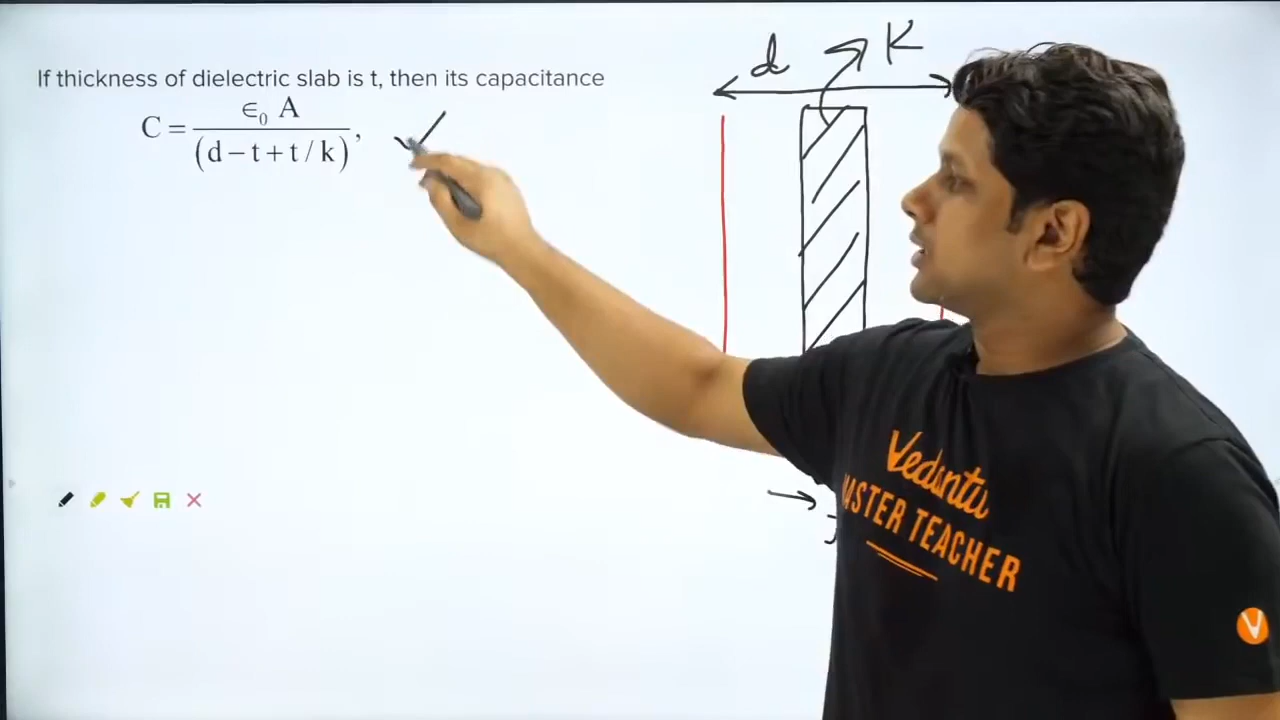 If thickness of dielectric slab is t, then its capacitance
C = ∈₀ A / (d − t + t / k),
d
K
Vedantu
MASTER TEACHER